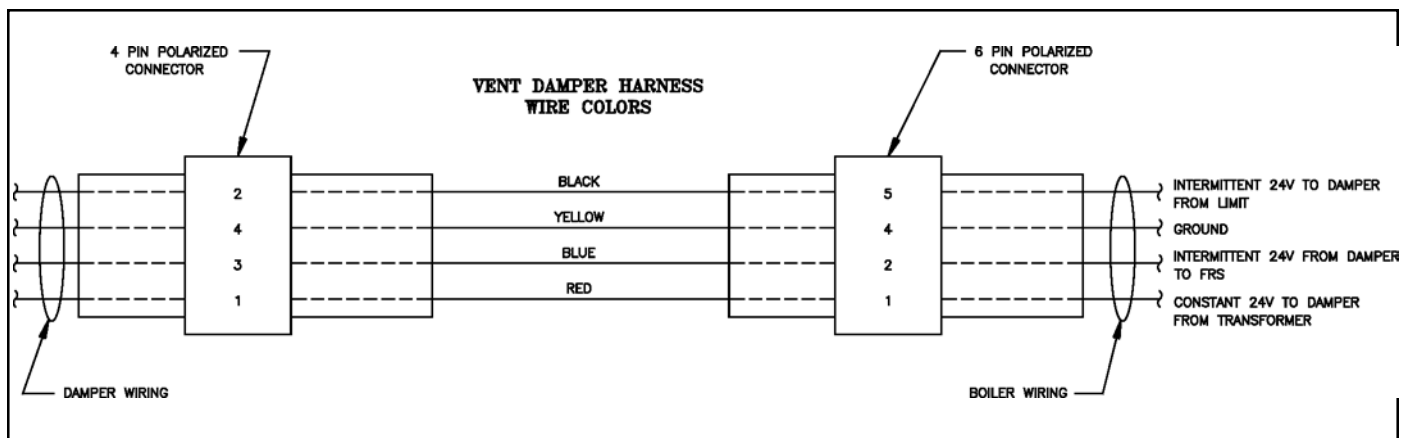 4 PIN POLARIZED
CONNECTOR
6 PIN POLARIZED
CONNECTOR
VENT DAMPER HARNESS
WIRE COLORS
2
BLACK
5
INTERMITTENT 24V TO DAMPER
FROM LIMIT
4
YELLOW
4
GROUND
3
BLUE
2
INTERMITTENT 24V FROM DAMPER
TO FRS
1
RED
1
CONSTANT 24V TO DAMPER
FROM TRANSFORMER
DAMPER WIRING
BOILER WIRING